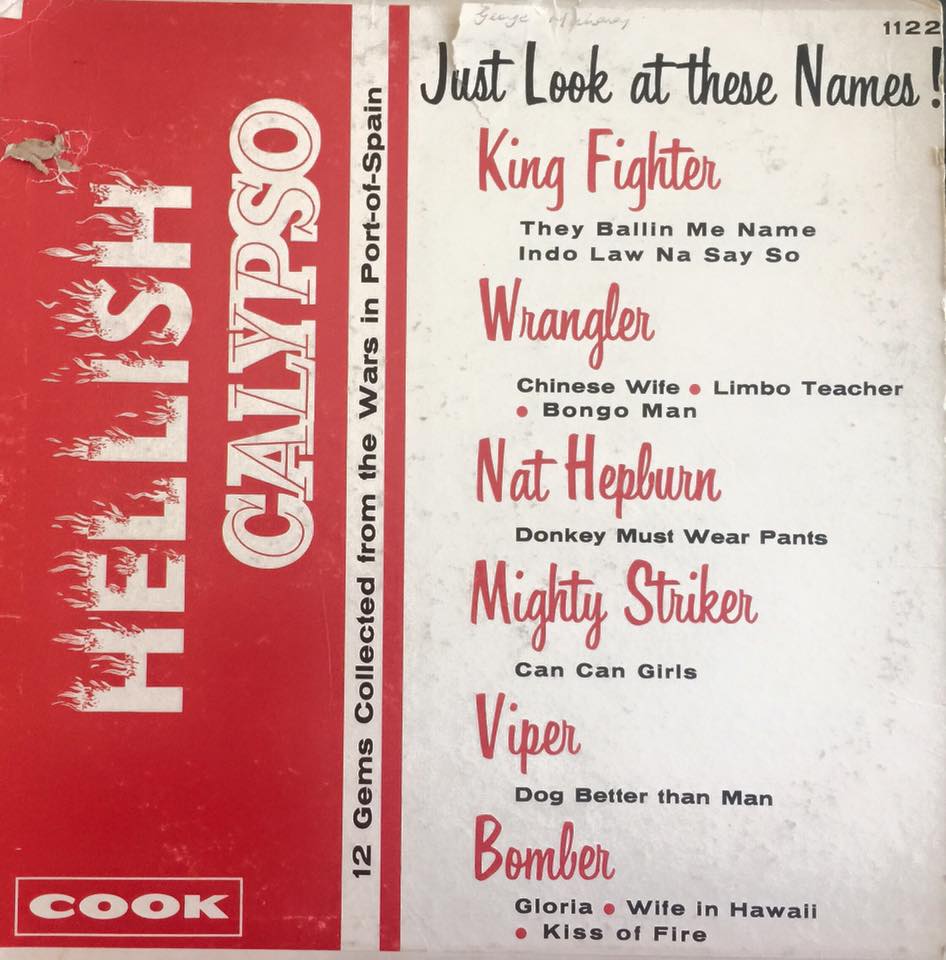 HELLISH
CALYPSO
COOK
12 Gems Collected from the Wars in Port-of-Spain
George
1122
Just Look at these Names!
King Fighter
They Ballin Me Name
Indo Law Na Say So
Wrangler
Chinese Wife • Limbo Teacher
• Bongo Man
Nat Hepburn
Donkey Must Wear Pants
Mighty Striker
Can Can Girls
Viper
Dog Better than Man
Bomber
Gloria • Wife in Hawaii
• Kiss of Fire